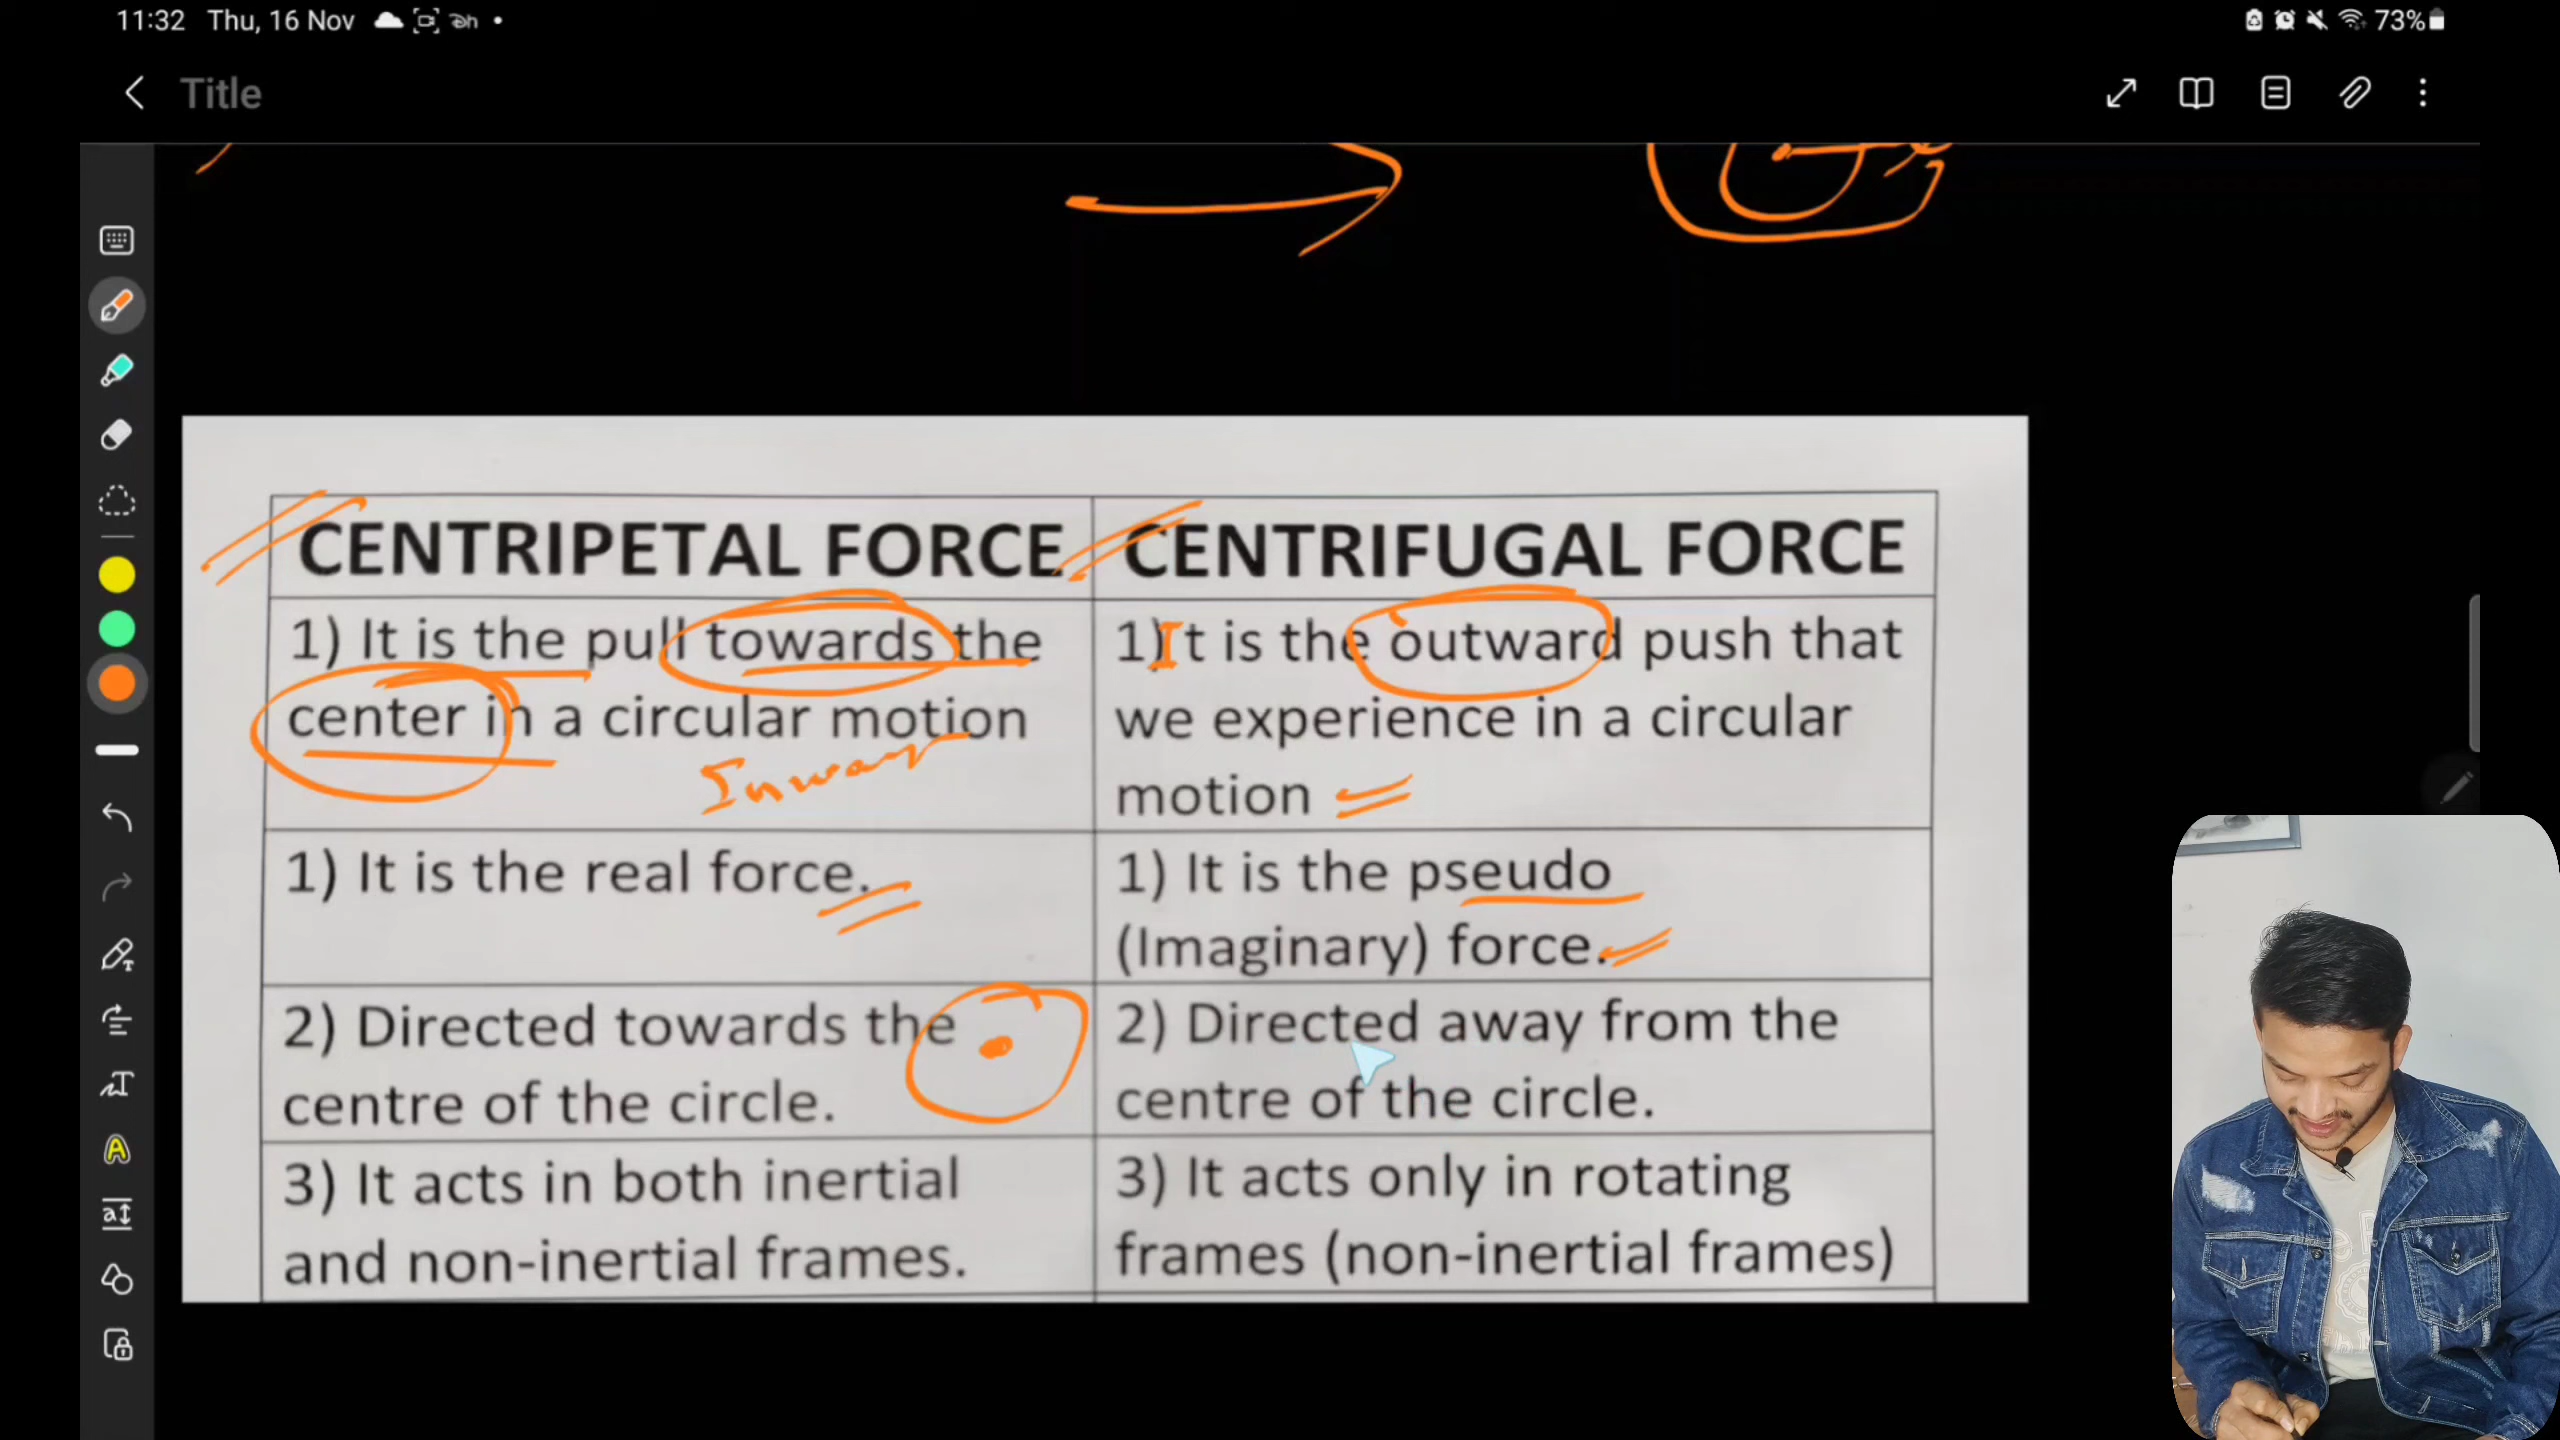 11:32 Thu, 16 Nov
73%
Title
CENTRIPETAL FORCE
1) It is the pull towards the
center in a circular motion
Inwar
CENTRIFUGAL FORCE
1) It is the outward push that
we experience in a circular
motion
1) It is the real force.
1) It is the pseudo
(Imaginary) force.
2) Directed towards the
centre of the circle.
2) Directed away from the
centre of the circle.
3) It acts in both inertial
and non-inertial frames.
3) It acts only in rotating
frames (non-inertial frames)